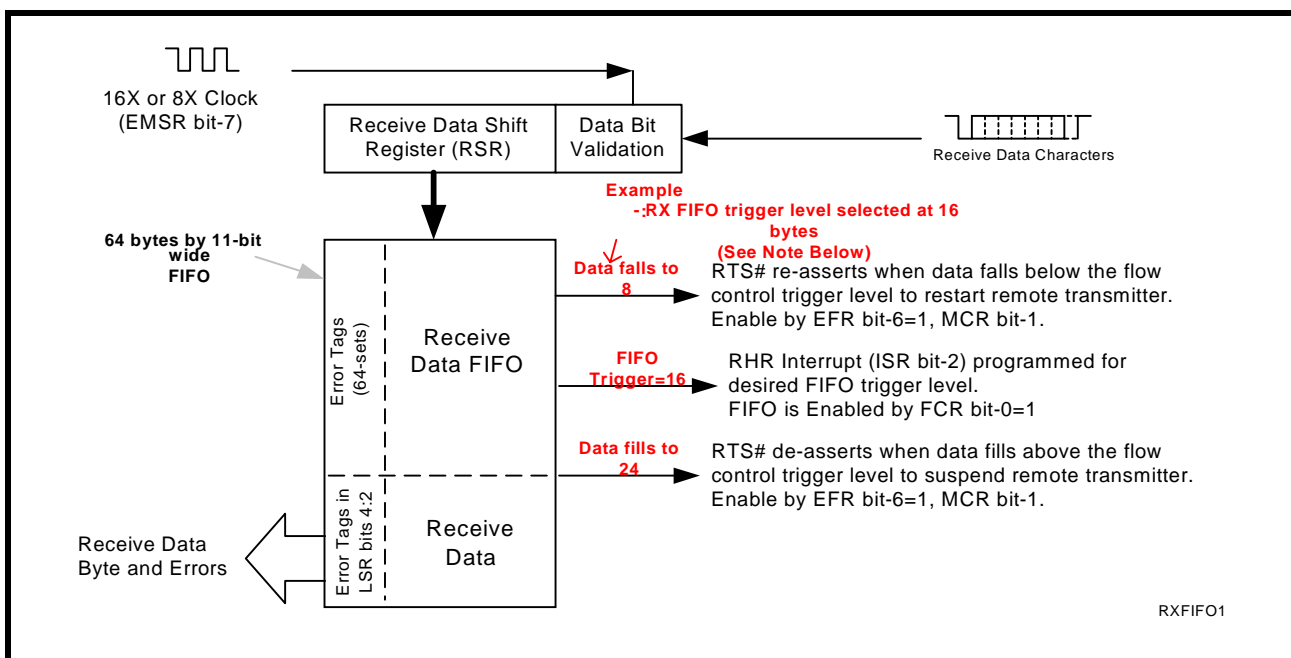 16X or 8X Clock
(EMSR bit-7)
Receive Data Shift
Register (RSR)
Data Bit
Validation
Receive Data Characters
Example
-:RX FIFO trigger level selected at 16
bytes
(See Note Below)
64 bytes by 11-bit
wide
FIFO
Data falls to
8
RTS# re-asserts when data falls below the flow
control trigger level to restart remote transmitter.
Enable by EFR bit-6=1, MCR bit-1.
Error Tags
(64-sets)
Receive
Data FIFO
FIFO
Trigger=16
RHR Interrupt (ISR bit-2) programmed for
desired FIFO trigger level.
FIFO is Enabled by FCR bit-0=1
Data fills to
24
RTS# de-asserts when data fills above the flow
control trigger level to suspend remote transmitter.
Enable by EFR bit-6=1, MCR bit-1.
Error Tags in
LSR bits 4:2
Receive
Data
Receive Data
Byte and Errors
RXFIFO1